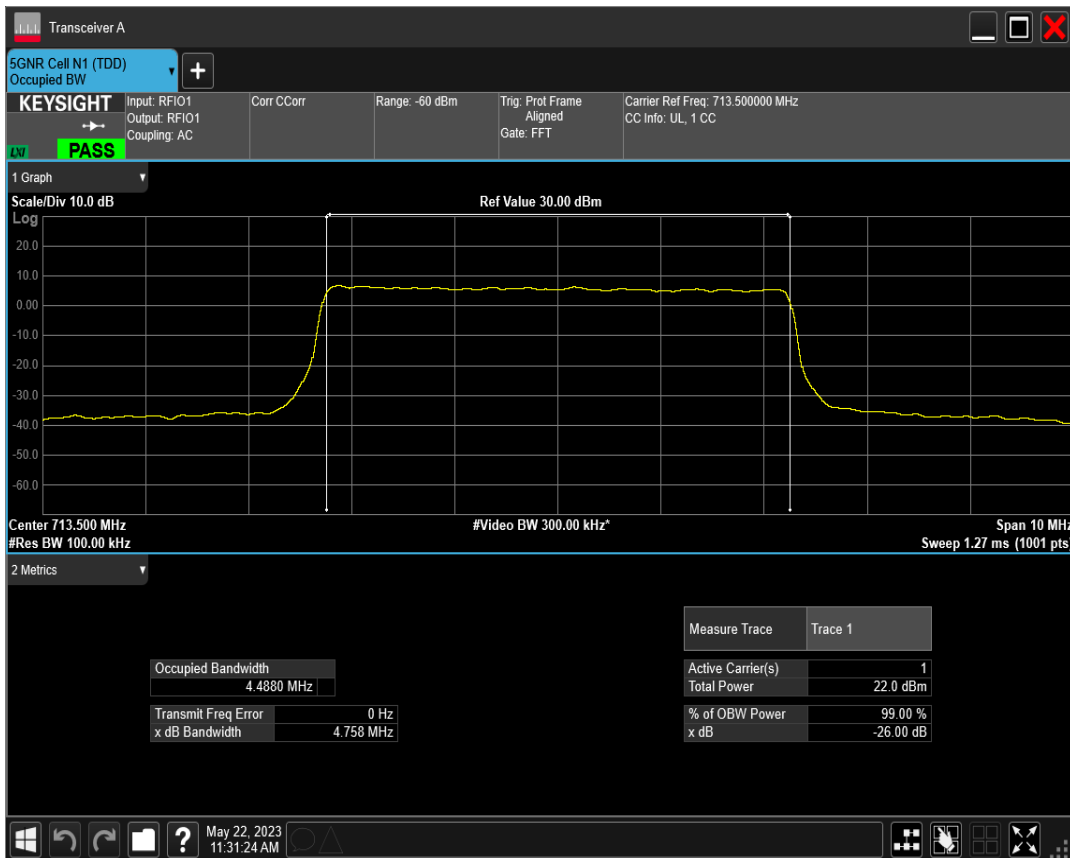 Transceiver A
5GNR Cell N1 (TDD)
Occupied BW
+
KEYSIGHT
LXI
PASS
Input: RFIO1
Output: RFIO1
Coupling: AC
Corr CCorr
Range: -60 dBm
Trig: Prot Frame
Aligned
Gate: FFT
Carrier Ref Freq: 713.500000 MHz
CC Info: UL, 1 CC
1 Graph
Scale/Div 10.0 dB
Ref Value 30.00 dBm
Log
20.0
10.0
0.00
-10.0
-20.0
-30.0
-40.0
-50.0
-60.0
Center 713.500 MHz
#Video BW 300.00 kHz*
Span 10 MHz
#Res BW 100.00 kHz
Sweep 1.27 ms (1001 pts)
2 Metrics
Measure Trace Trace 1
Occupied Bandwidth
4.4880 MHz
Active Carrier(s) 1
Total Power 22.0 dBm
Transmit Freq Error 0 Hz
x dB Bandwidth 4.758 MHz
% of OBW Power 99.00 %
x dB -26.00 dB
?
May 22, 2023
11:31:24 AM